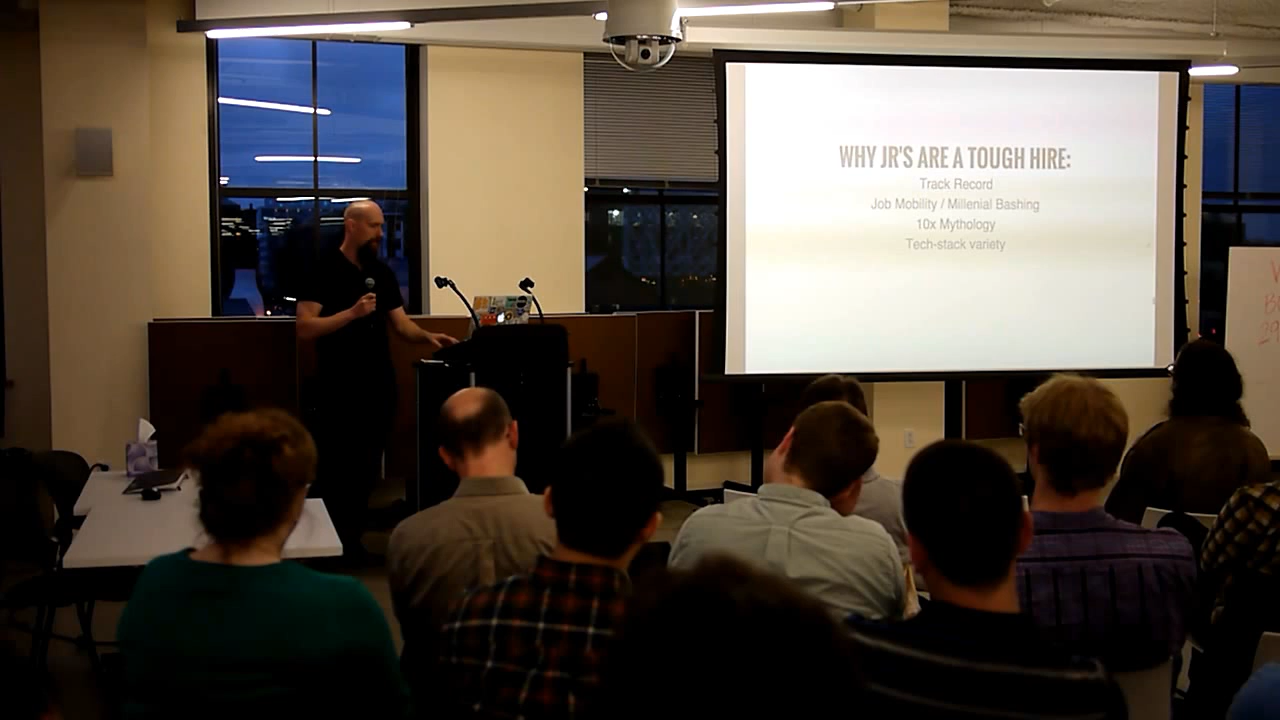 WHY JR'S ARE A TOUGH HIRE:
Track Record
Job Mobility / Millenial Bashing
10x Mythology
Tech-stack variety